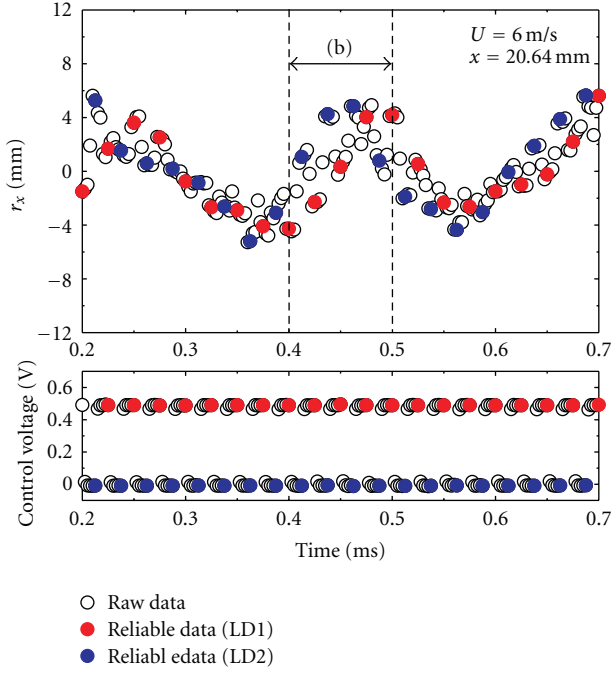 12
8
4
0
−4
−8
−12
r_x (mm)
(b)
U = 6 m/s
x = 20.64 mm
0.2 0.3 0.4 0.5 0.6 0.7
0.6
0.4
0.2
0
Control voltage (V)
0.2 0.3 0.4 0.5 0.6 0.7
Time (ms)
Raw data
Reliable data (LD1)
Reliabl edata (LD2)